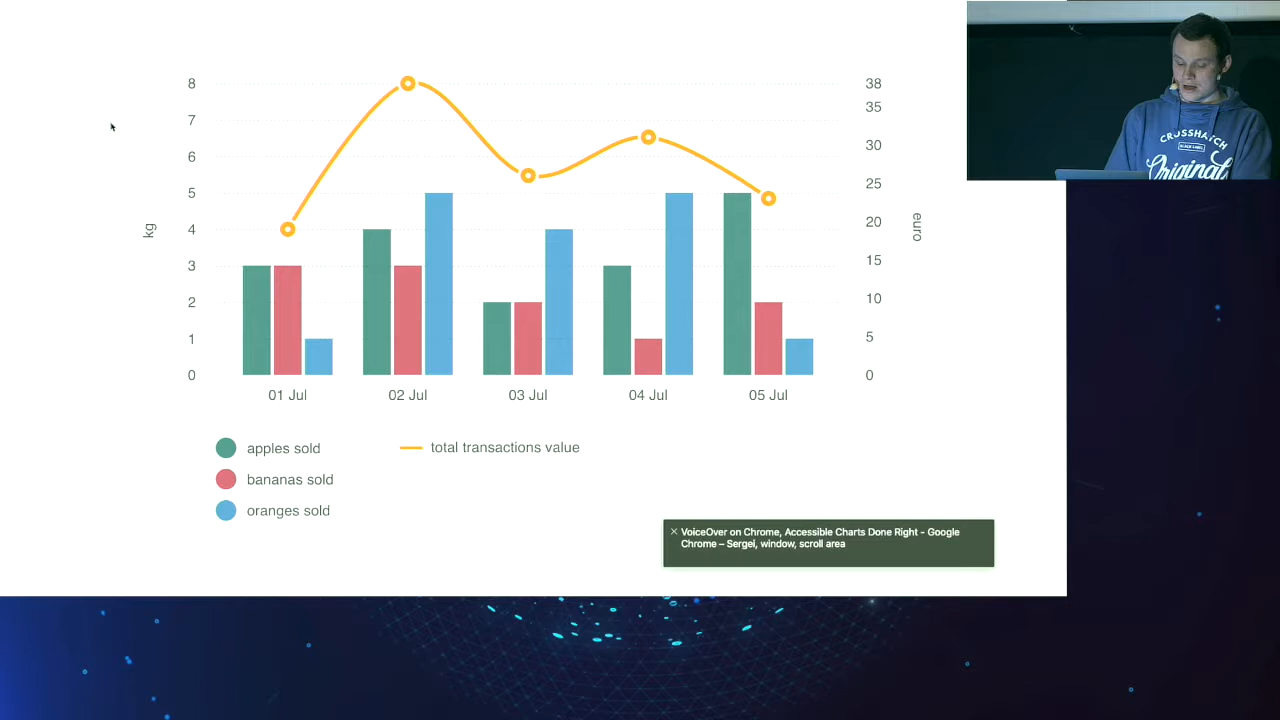 8
7
6
5
4
3
2
1
0
kg
38
35
30
25
20
15
10
5
0
euro
01 Jul
02 Jul
03 Jul
04 Jul
05 Jul
apples sold
bananas sold
oranges sold
total transactions value
VoiceOver on Chrome, Accessible Charts Done Right - Google
Chrome – Sergei, window, scroll area
CROSSHATCH
BLACK LABEL
Original